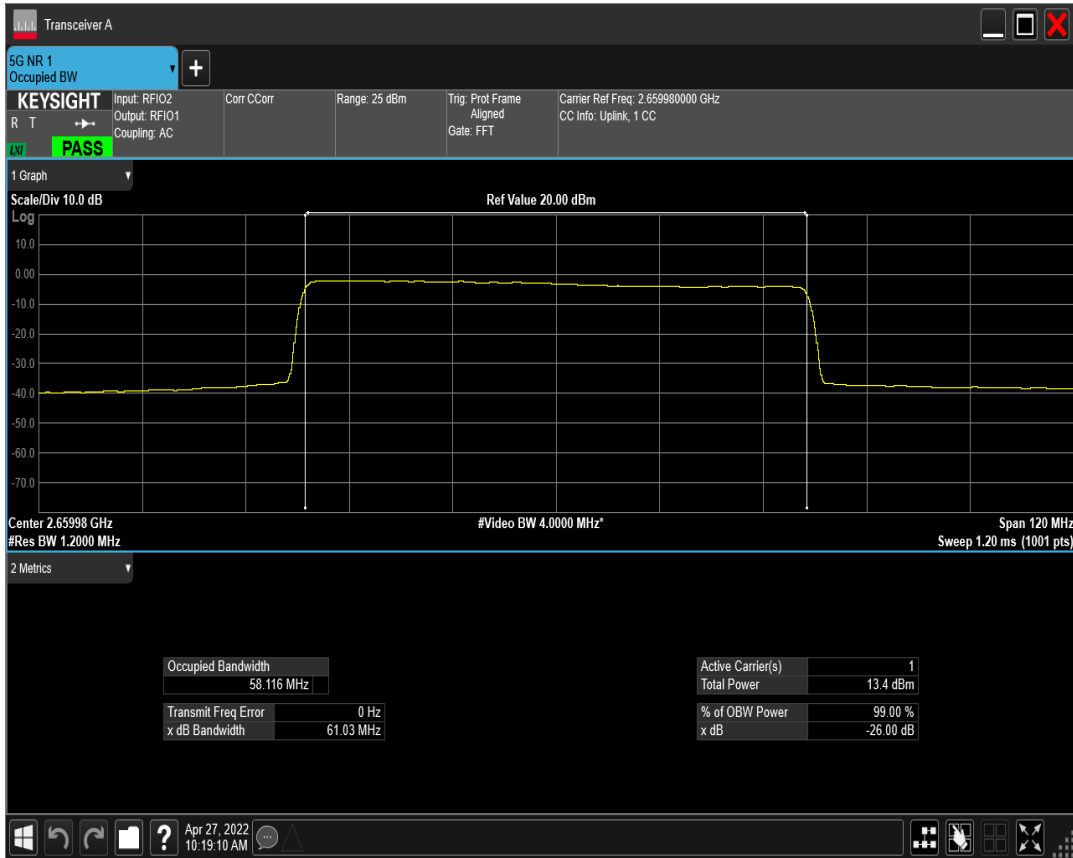 Transceiver A
5G NR 1
Occupied BW
+
KEYSIGHT
R T
LXI
PASS
Input: RFIO2
Output: RFIO1
Coupling: AC
Corr CCorr
Range: 25 dBm
Trig: Prot Frame
Aligned
Gate: FFT
Carrier Ref Freq: 2.659980000 GHz
CC Info: Uplink, 1 CC
1 Graph
Scale/Div 10.0 dB
Ref Value 20.00 dBm
Log
10.0
0.00
-10.0
-20.0
-30.0
-40.0
-50.0
-60.0
-70.0
Center 2.65998 GHz
#Video BW 4.0000 MHz*
Span 120 MHz
#Res BW 1.2000 MHz
Sweep 1.20 ms (1001 pts)
2 Metrics
Occupied Bandwidth
58.116 MHz
Transmit Freq Error 0 Hz
x dB Bandwidth 61.03 MHz
Active Carrier(s) 1
Total Power 13.4 dBm
% of OBW Power 99.00 %
x dB -26.00 dB
?
Apr 27, 2022
10:19:10 AM